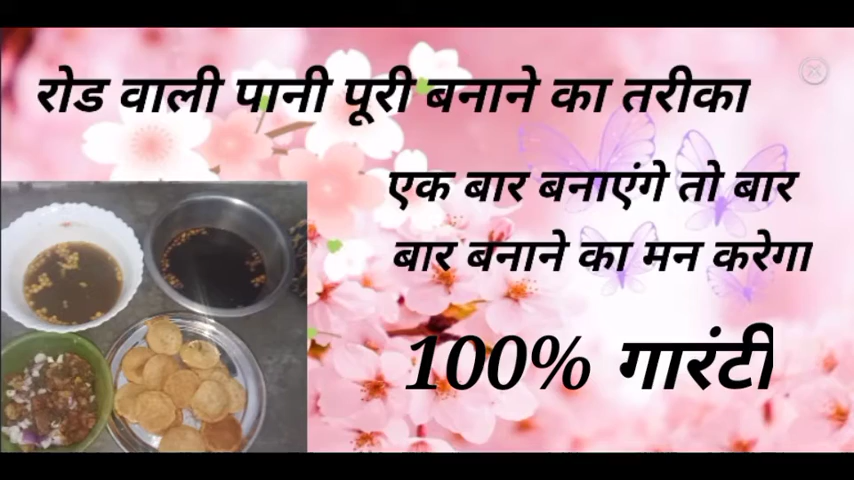 रोड वाली पानी पूरी बनाने का तरीका
एक बार बनाएंगे तो बार
बार बनाने का मन करेगा
100% गारंटी